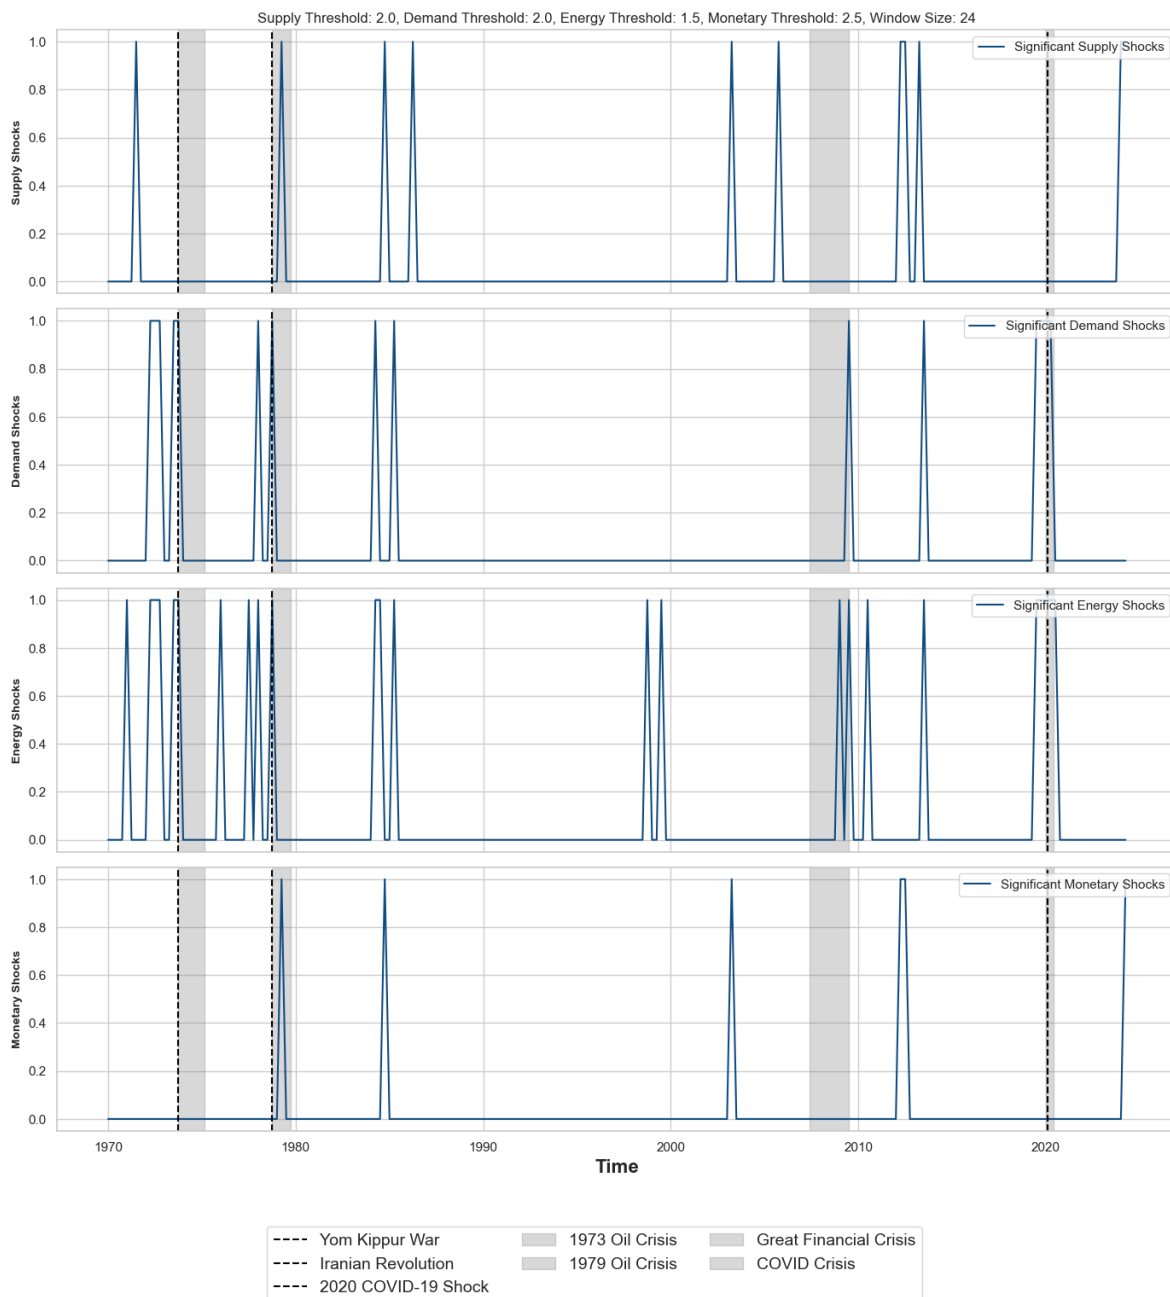 Supply Threshold: 2.0, Demand Threshold: 2.0, Energy Threshold: 1.5, Monetary Threshold: 2.5, Window Size: 24
Significant Supply Shocks
Supply Shocks
1.0
0.8
0.6
0.4
0.2
0.0
Significant Demand Shocks
Demand Shocks
1.0
0.8
0.6
0.4
0.2
0.0
Significant Energy Shocks
Energy Shocks
1.0
0.8
0.6
0.4
0.2
0.0
Significant Monetary Shocks
Monetary Shocks
1.0
0.8
0.6
0.4
0.2
0.0
1970 1980 1990 2000 2010 2020
Time
Yom Kippur War 1973 Oil Crisis Great Financial Crisis
Iranian Revolution 1979 Oil Crisis COVID Crisis
2020 COVID-19 Shock